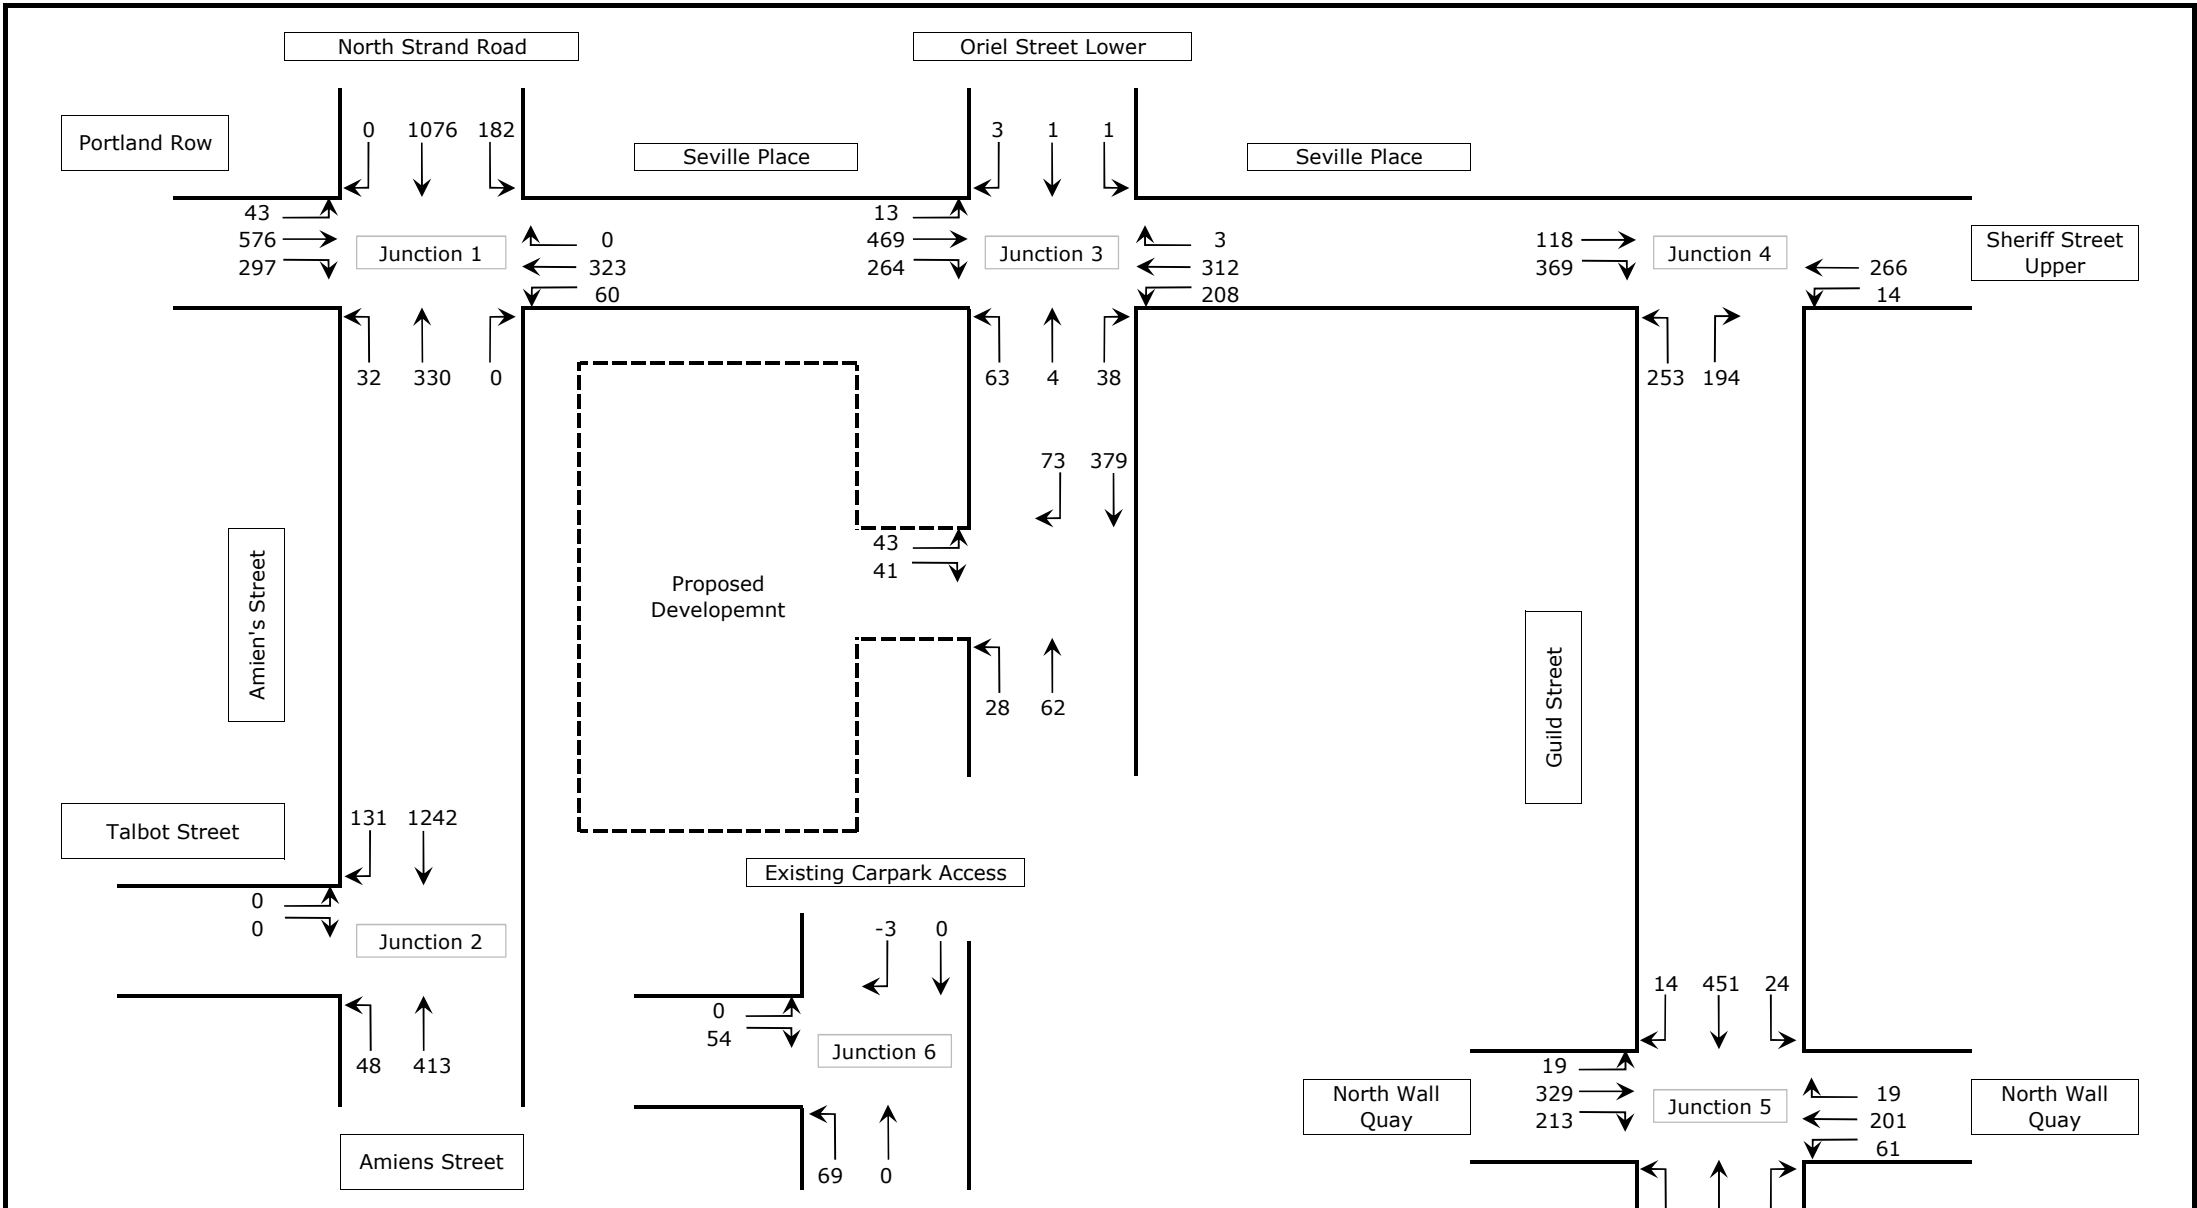 North Strand Road
Oriel Street Lower
Portland Row
0 1076 182
Seville Place
3 1 1
Seville Place
43
576
297
Junction 1
0
323
60
13
469
264
Junction 3
3
312
208
118
369
Junction 4
266
14
Sheriff Street
Upper
32 330 0
63 4 38
253 194
73 379
Amien's Street
Proposed
Developemnt
43
41
28 62
Guild Street
Talbot Street
131 1242
Existing Carpark Access
0
0
Junction 2
-3 0
48 413
0
54
Junction 6
14 451 24
Amiens Street
69 0
North Wall
Quay
19
329
213
Junction 5
19
201
61
North Wall
Quay